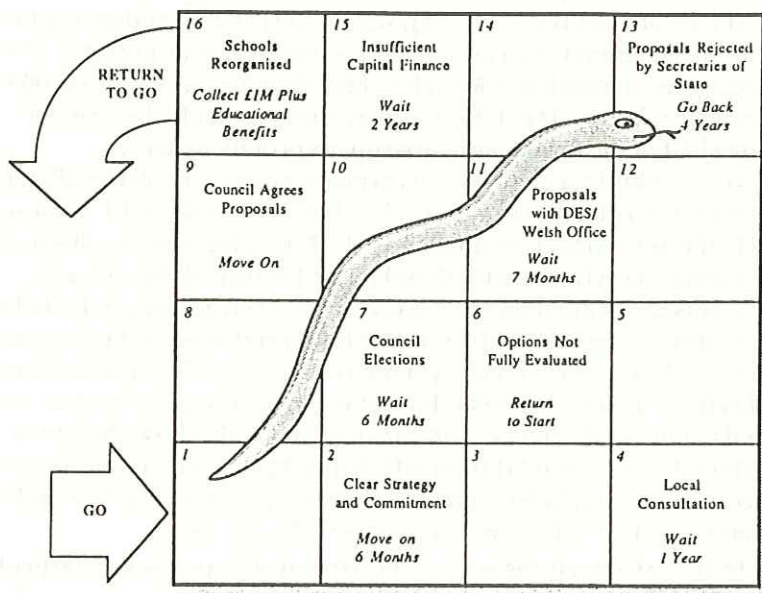 16
Schools
Reorganised
Collect £1M Plus
Educational
Benefits
15
Insufficient
Capital Finance
Wait
2 Years
14
13
Proposals Rejected
by Secretaries of
State
Go Back
4 Years
RETURN
TO GO
9
Council Agrees
Proposals
Move On
10
11
Proposals
with DES/
Welsh Office
Wait
7 Months
12
8
7
Council
Elections
Wait
6 Months
6
Options Not
Fully Evaluated
Return
to Start
5
GO
1
2
Clear Strategy
and Commitment
Move on
6 Months
3
4
Local
Consultation
Wait
1 Year